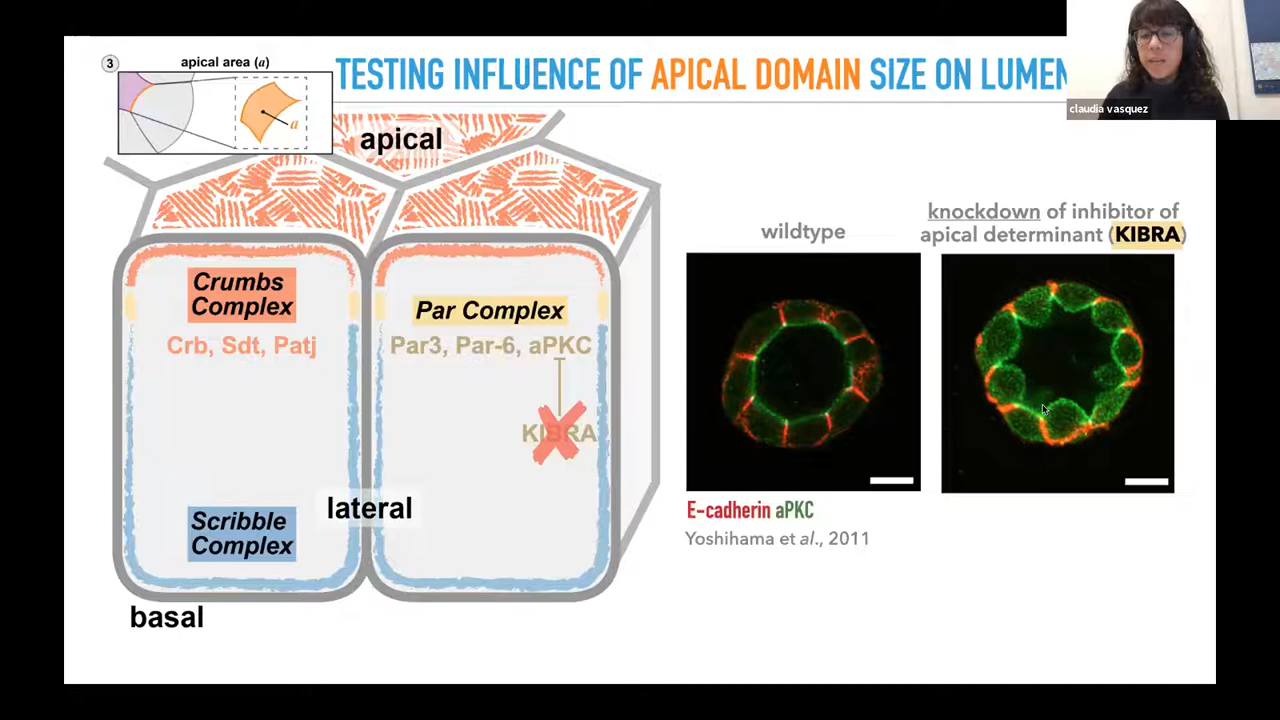 3
apical area (a)
a
TESTING INFLUENCE OF APICAL DOMAIN SIZE ON LUMEN
claudia vasquez
apical
Crumbs
Complex
Crb, Sdt, Patj
Par Complex
Par3, Par-6, aPKC
KIBRA
lateral
Scribble
Complex
basal
wildtype
knockdown of inhibitor of
apical determinant (KIBRA)
E-cadherin aPKC
Yoshihama et al., 2011